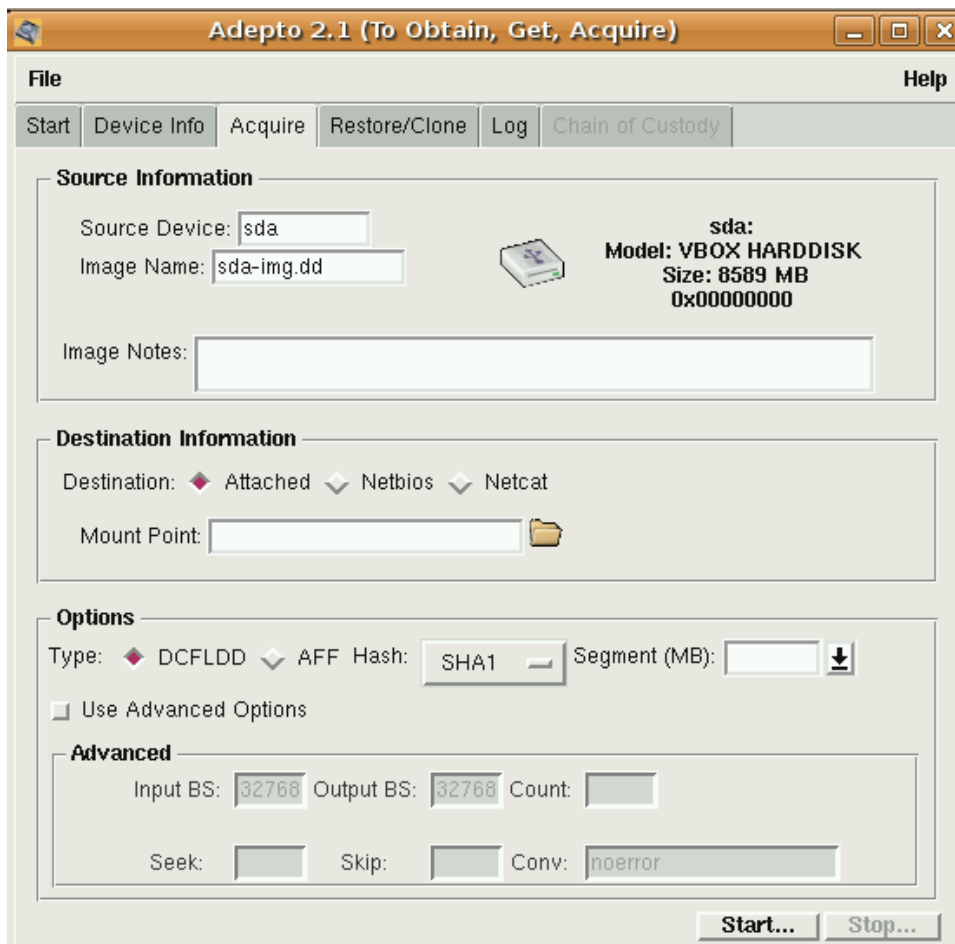 Adepto 2.1 (To Obtain, Get, Acquire)
File Help
Start Device Info Acquire Restore/Clone Log Chain of Custody
Source Information
Source Device: sda
Image Name: sda-img.dd
sda:
Model: VBOX HARDDISK
Size: 8589 MB
0x00000000
Image Notes:
Destination Information
Destination: Attached Netbios Netcat
Mount Point:
Options
Type: DCFLDD AFF Hash: SHA1 Segment (MB):
Use Advanced Options
Advanced
Input BS: 32768 Output BS: 32768 Count:
Seek: Skip: Conv: noerror
Start... Stop...